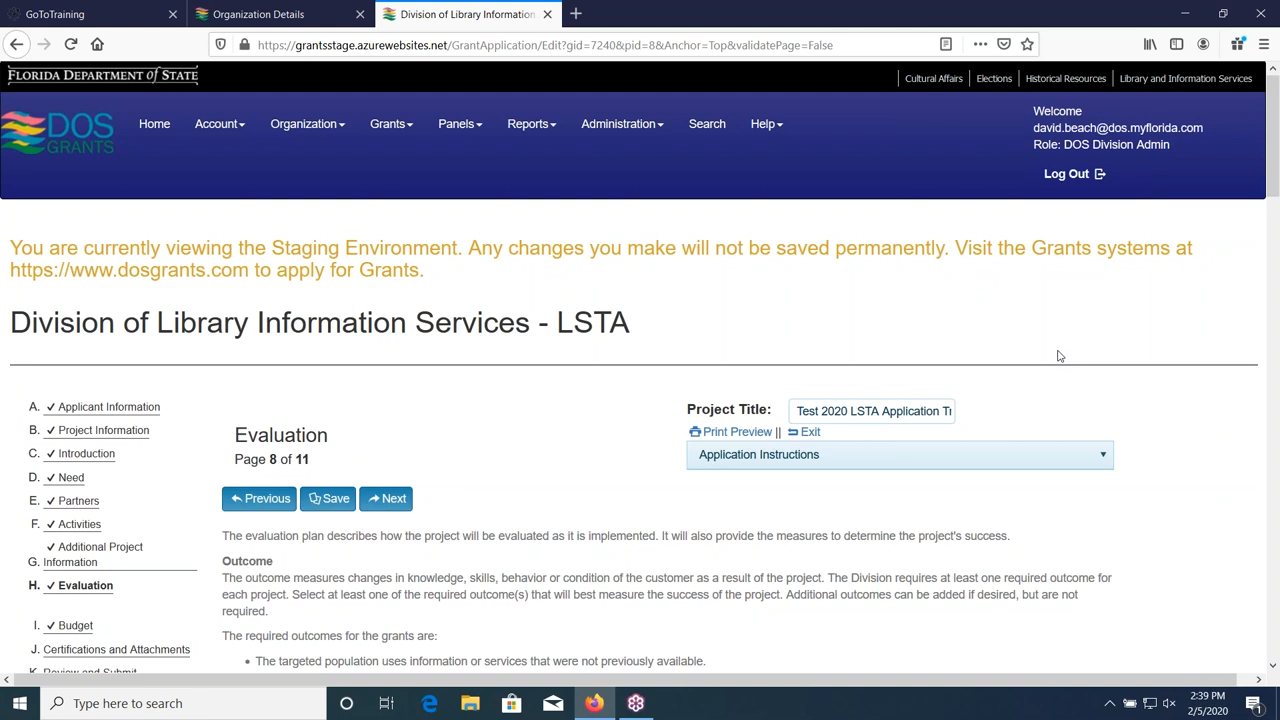 GoToTraining
Organization Details
Division of Library Information
https://grantsstage.azurewebsites.net/GrantApplication/Edit?gid=7240&pid=8&Anchor=Top&validatePage=False
FLORIDA DEPARTMENT of STATE
Cultural Affairs
Elections
Historical Resources
Library and Information Services
DOS
GRANTS
Home
Account
Organization
Grants
Panels
Reports
Administration
Search
Help
Welcome
david.beach@dos.myflorida.com
Role: DOS Division Admin
Log Out
You are currently viewing the Staging Environment. Any changes you make will not be saved permanently. Visit the Grants systems at
https://www.dosgrants.com to apply for Grants.
Division of Library Information Services - LSTA
A. ✔ Applicant Information
B. ✔ Project Information
C. ✔ Introduction
D. ✔ Need
E. ✔ Partners
F. ✔ Activities
✔ Additional Project
G. Information
H. ✔ Evaluation
I. ✔ Budget
J. Certifications and Attachments
K. Review and Submit
Evaluation
Page 8 of 11
Project Title:
Test 2020 LSTA Application Tr
Print Preview || Exit
Application Instructions
Previous
Save
Next
The evaluation plan describes how the project will be evaluated as it is implemented. It will also provide the measures to determine the project's success.
Outcome
The outcome measures changes in knowledge, skills, behavior or condition of the customer as a result of the project. The Division requires at least one required outcome for
each project. Select at least one of the required outcome(s) that will best measure the success of the project. Additional outcomes can be added if desired, but are not
required.
The required outcomes for the grants are:
• The targeted population uses information or services that were not previously available.
Type here to search
2:39 PM
2/5/2020
1